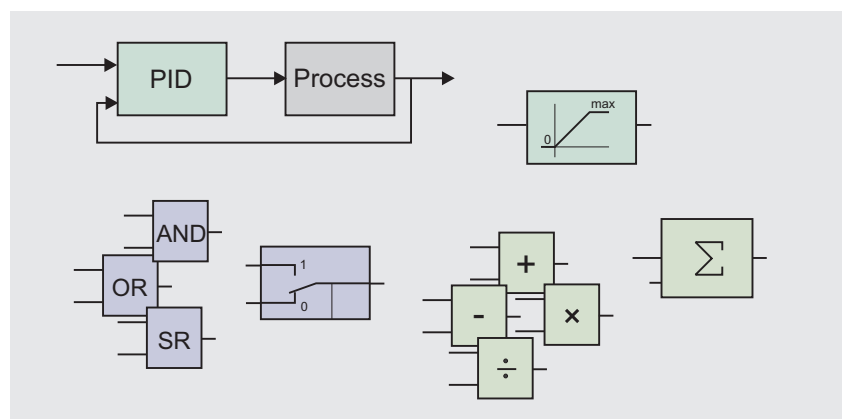 PID
Process
max
0
AND
OR
SR
1
0
+
-
×
÷
Σ